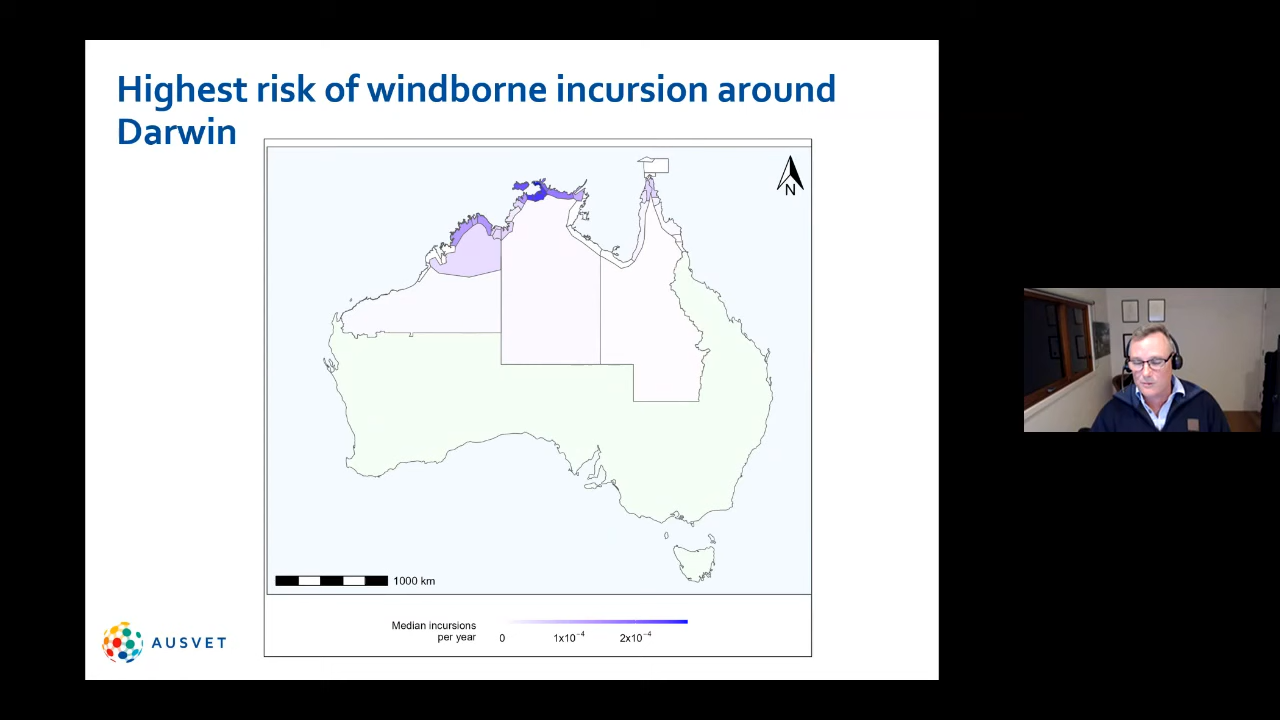 Highest risk of windborne incursion around
Darwin
N
1000 km
Median incursions
per year
0
1x10⁻⁴
2x10⁻⁴
AUSVET